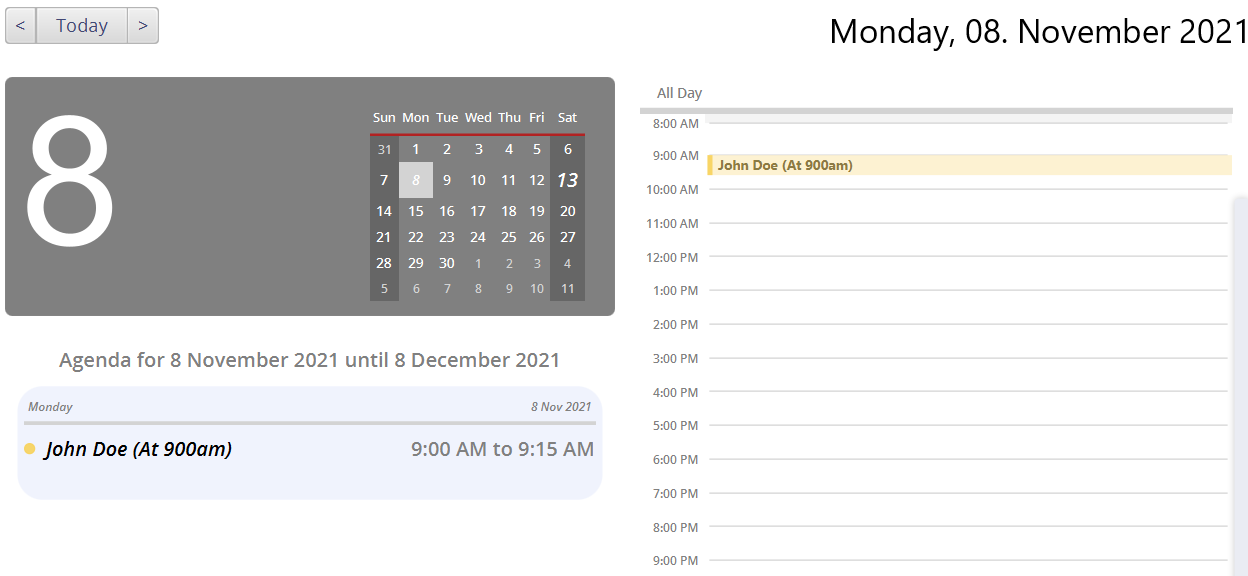 < Today >
Monday, 08. November 2021
8
Sun Mon Tue Wed Thu Fri Sat
31 1 2 3 4 5 6
7 8 9 10 11 12 13
14 15 16 17 18 19 20
21 22 23 24 25 26 27
28 29 30 1 2 3 4
5 6 7 8 9 10 11
Agenda for 8 November 2021 until 8 December 2021
Monday 8 Nov 2021
John Doe (At 900am) 9:00 AM to 9:15 AM
All Day
8:00 AM
9:00 AM John Doe (At 900am)
10:00 AM
11:00 AM
12:00 PM
1:00 PM
2:00 PM
3:00 PM
4:00 PM
5:00 PM
6:00 PM
7:00 PM
8:00 PM
9:00 PM